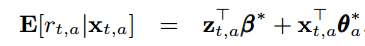 E[r_{t,a}|x_{t,a}] = z_{t,a}^⊤ β^* + x_{t,a}^⊤ θ_a^*.